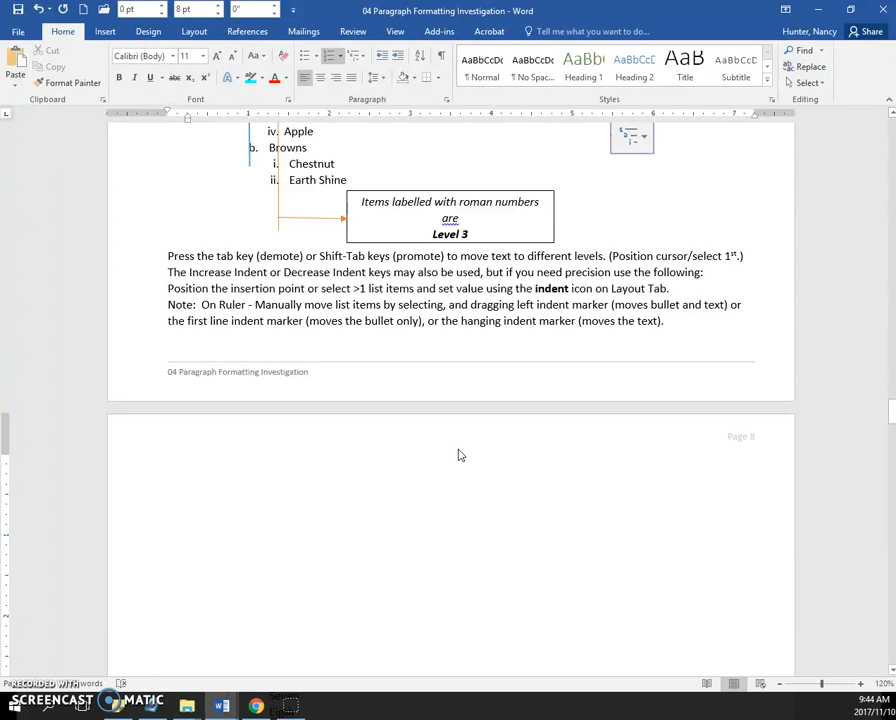 0 pt
8 pt
0"
04 Paragraph Formatting Investigation - Word
File
Home
Insert
Design
Layout
References
Mailings
Review
View
Add-ins
Acrobat
Tell me what you want to do...
Hunter, Nancy
Share
Paste
Cut
Copy
Format Painter
Calibri (Body)
11
AaBbCcDc
AaBbCcDc
AaBbC
AaBbCcD
AaB
AaBbCcD
¶ Normal
¶ No Spac...
Heading 1
Heading 2
Title
Subtitle
Find
Replace
Select
Clipboard
Font
Paragraph
Styles
Editing
iv. Apple
b. Browns
i. Chestnut
ii. Earth Shine
Items labelled with roman numbers
are
Level 3
Press the tab key (demote) or Shift-Tab keys (promote) to move text to different levels. (Position cursor/select 1st.)
The Increase Indent or Decrease Indent keys may also be used, but if you need precision use the following:
Position the insertion point or select >1 list items and set value using the indent icon on Layout Tab.
Note:  On Ruler - Manually move list items by selecting, and dragging left indent marker (moves bullet and text) or
the first line indent marker (moves the bullet only), or the hanging indent marker (moves the text).
04 Paragraph Formatting Investigation
Page 8
RECORDED WITH
words
120%
SCREENCAST MATIC
9:44 AM
2017/11/10